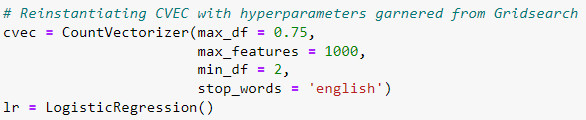 # Reinstantiating CVEC with hyperparameters garnered from Gridsearch
cvec = CountVectorizer(max_df = 0.75,
                       max_features = 1000,
                       min_df = 2,
                       stop_words = 'english')
lr = LogisticRegression()